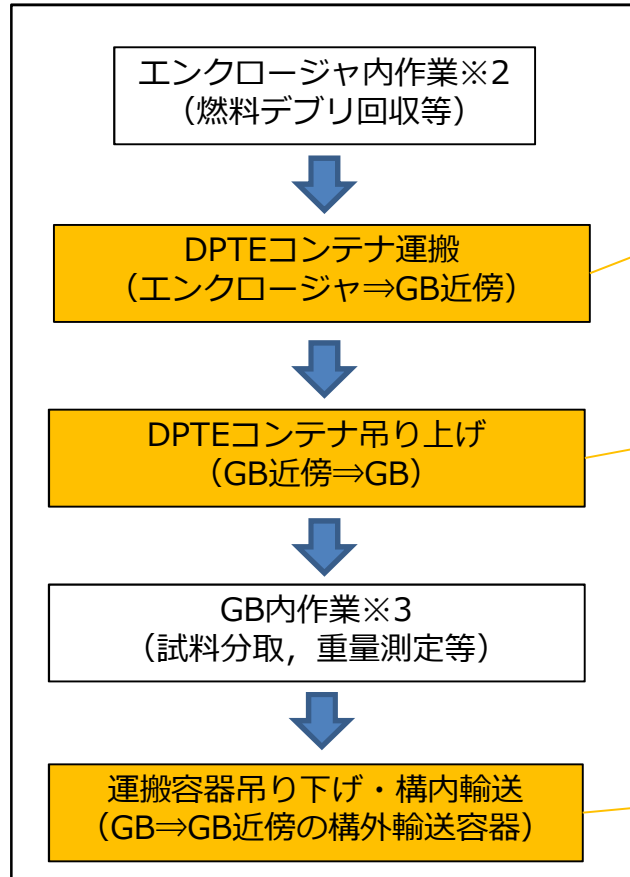 エンクロージャ内作業※2
（燃料デブリ回収等）
DPTEコンテナ運搬
（エンクロージャ⇒GB近傍）
DPTEコンテナ吊り上げ
（GB近傍⇒GB）
GB内作業※3
（試料分取，重量測定等）
運搬容器吊り下げ・構内輸送
（GB⇒GB近傍の構外輸送容器）